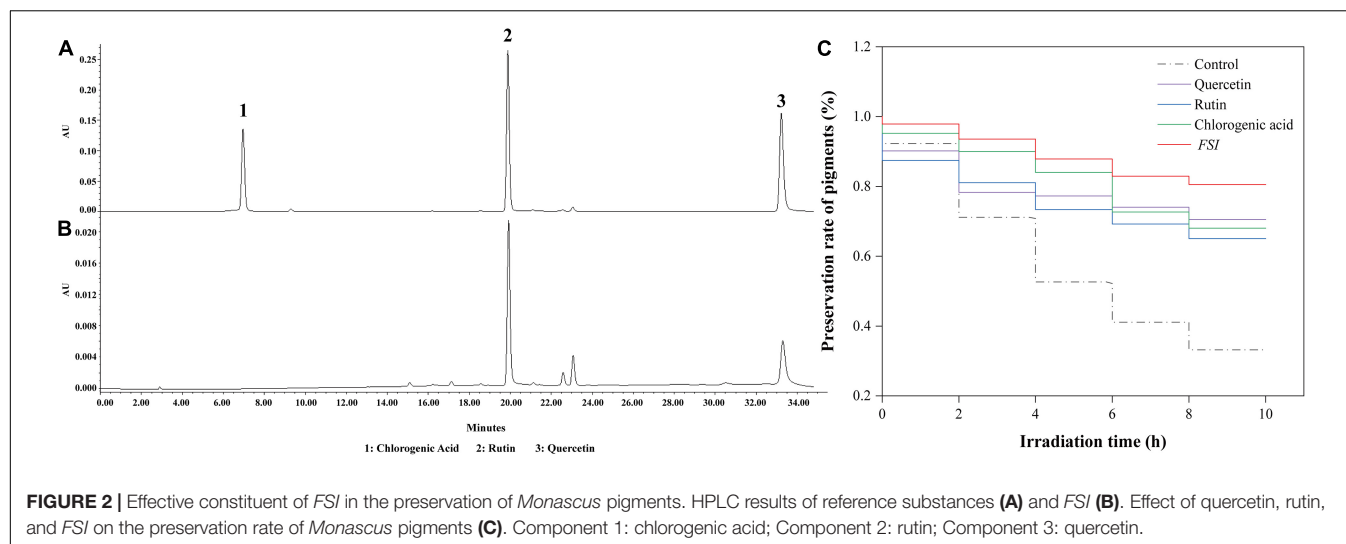 A
1
2
3
0.25
0.20
0.15
0.10
0.05
0.00
AU
B
0.020
0.016
0.012
0.008
0.004
0.000
AU
0.00 2.00 4.00 6.00 8.00 10.00 12.00 14.00 16.00 18.00 20.00 22.00 24.00 26.00 28.00 30.00 32.00 34.00
Minutes
1: Chlorogenic Acid 2: Rutin 3: Quercetin
C
1.2
1.0
0.8
0.6
0.4
0.2
Preservation rate of pigments (%)
Control
Quercetin
Rutin
Chlorogenic acid
FSI
0 2 4 6 8 10
Irradiation time (h)
FIGURE 2 | Effective constituent of FSI in the preservation of Monascus pigments. HPLC results of reference substances (A) and FSI (B). Effect of quercetin, rutin,
and FSI on the preservation rate of Monascus pigments (C). Component 1: chlorogenic acid; Component 2: rutin; Component 3: quercetin.